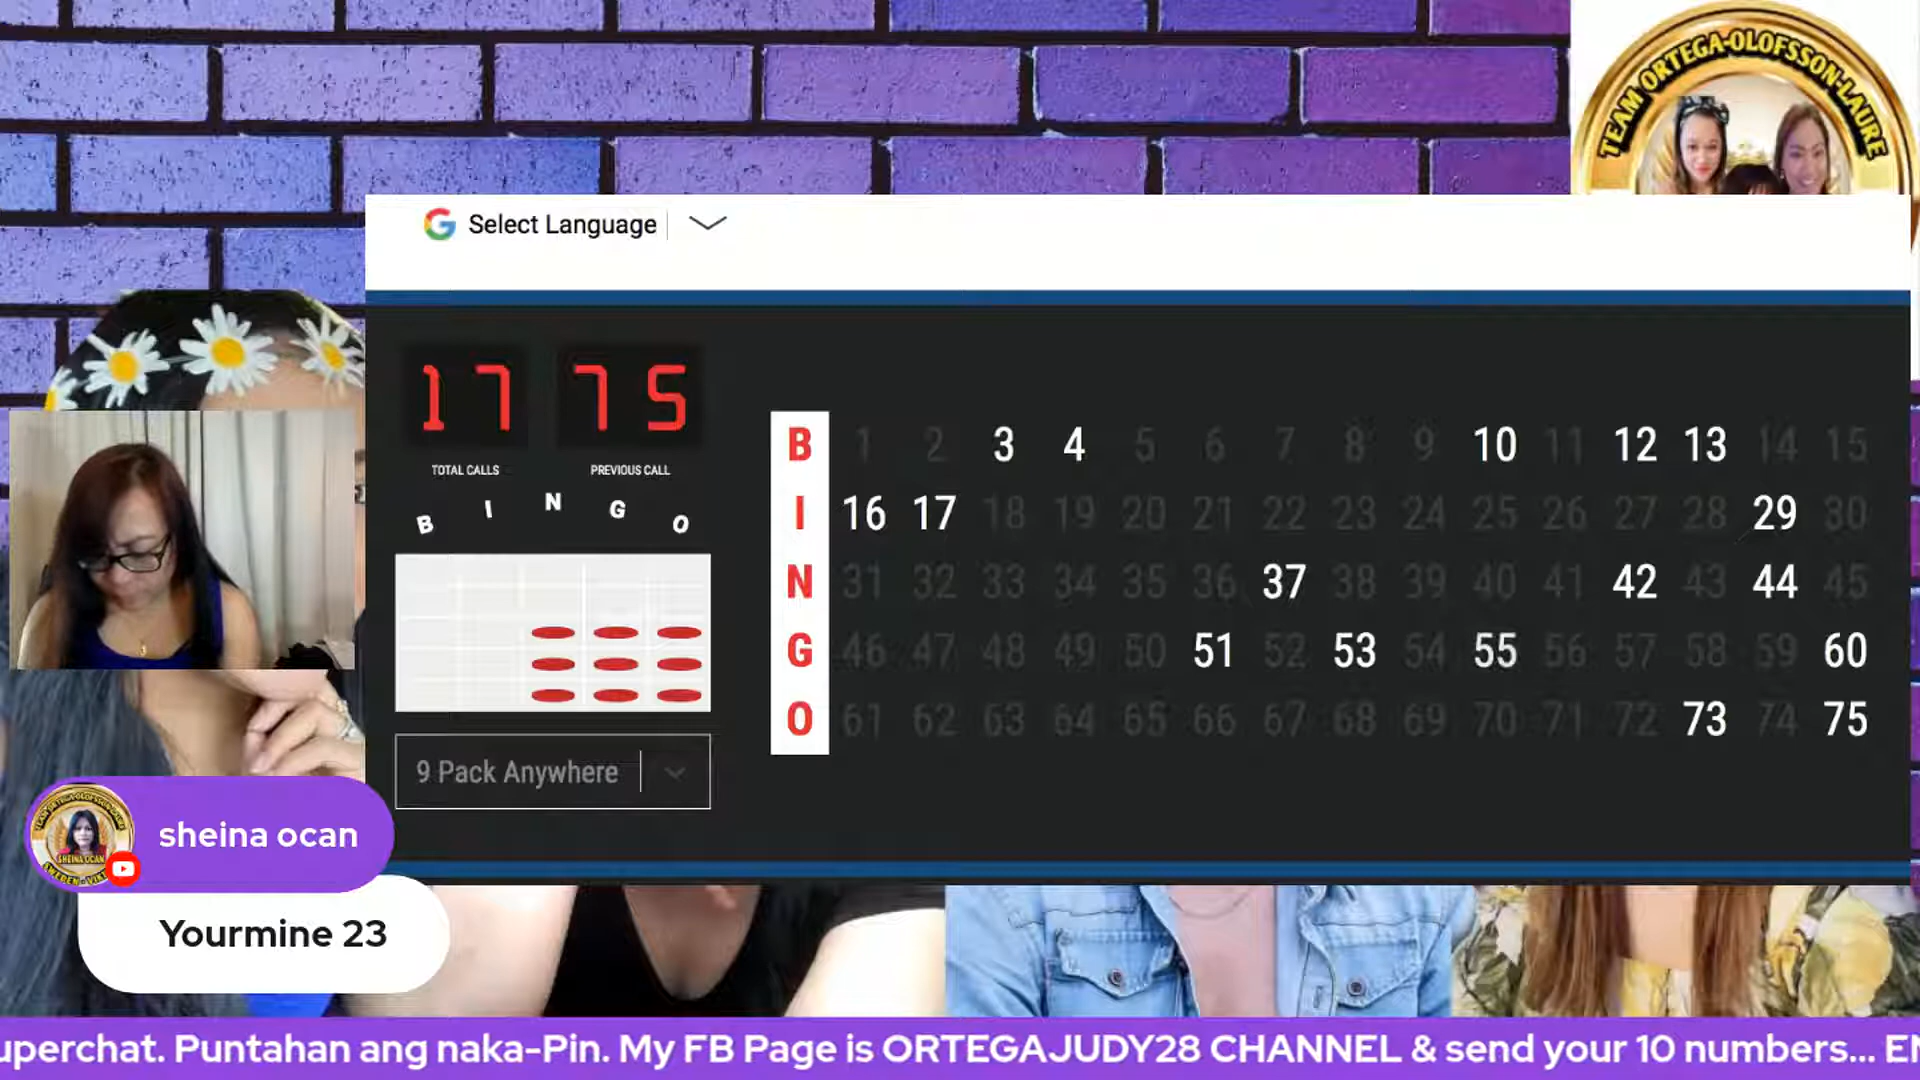 TEAM ORTEGA-OLOFSSON-LAURE
Select Language
17 75
TOTAL CALLS PREVIOUS CALL
B I N G O
9 Pack Anywhere
B 1 2 3 4 5 6 7 8 9 10 11 12 13 14 15
I 16 17 18 19 20 21 22 23 24 25 26 27 28 29 30
N 31 32 33 34 35 36 37 38 39 40 41 42 43 44 45
G 46 47 48 49 50 51 52 53 54 55 56 57 58 59 60
O 61 62 63 64 65 66 67 68 69 70 71 72 73 74 75
SHEINA OCAN
sheina ocan
Yourmine 23
uperchat. Puntahan ang naka-Pin. My FB Page is ORTEGAJUDY28 CHANNEL & send your 10 numbers... EN